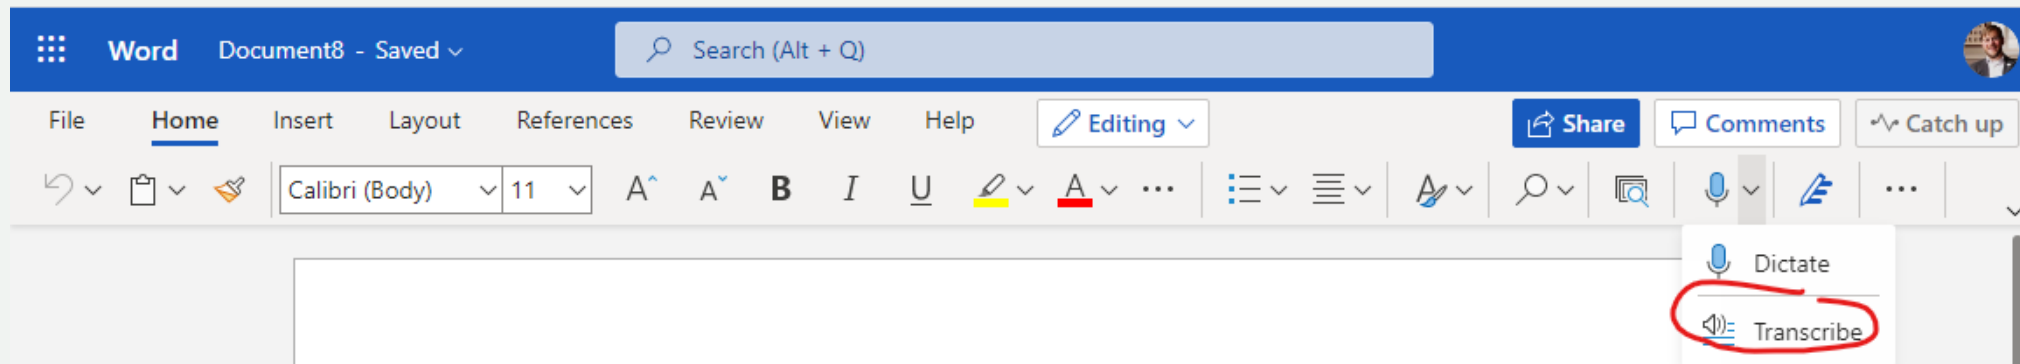 Word Document8 - Saved Search (Alt + Q)
File Home Insert Layout References Review View Help Editing Share Comments Catch up
Calibri (Body) 11 A A B I U A
Dictate
Transcribe